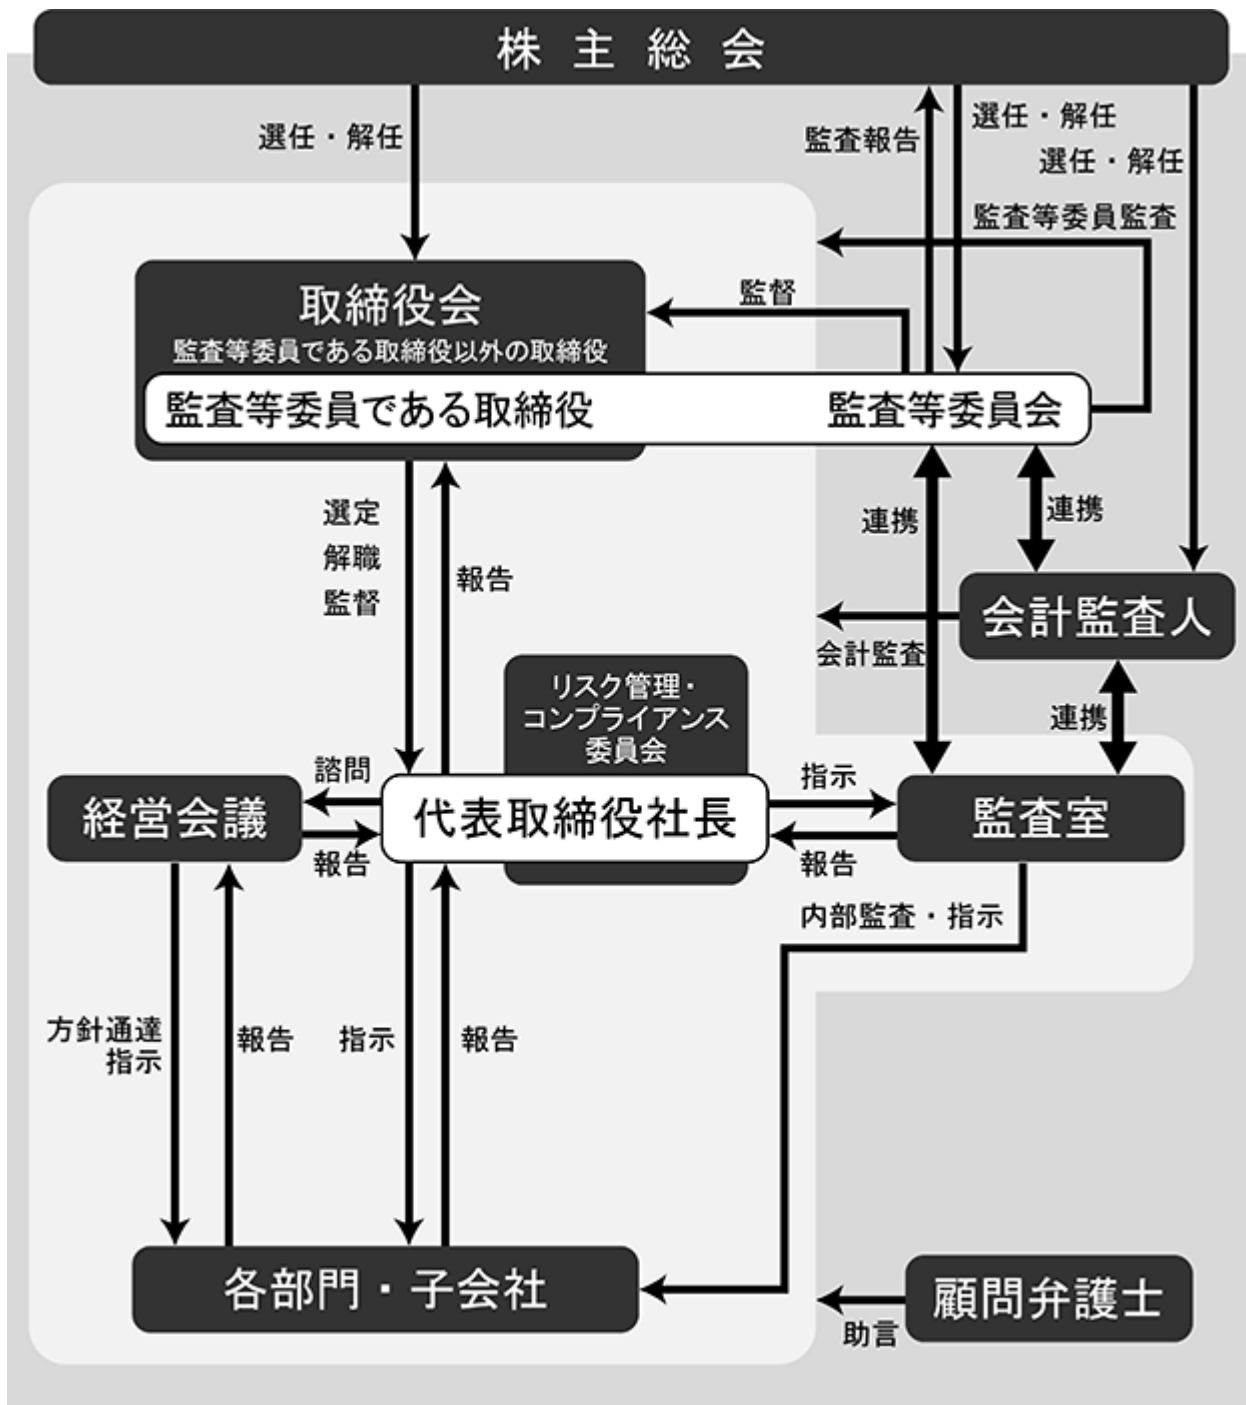 株主総会
選任・解任
監査報告
選任・解任
選任・解任
監査等委員監査
監督
取締役会
監査等委員である取締役以外の取締役
監査等委員である取締役
監査等委員会
選定
解職
監督
報告
連携
連携
会計監査人
会計監査
連携
リスク管理・
コンプライアンス
委員会
諮問
指示
経営会議
代表取締役社長
監査室
報告
報告
内部監査・指示
方針通達
指示
報告
指示
報告
各部門・子会社
顧問弁護士
助言